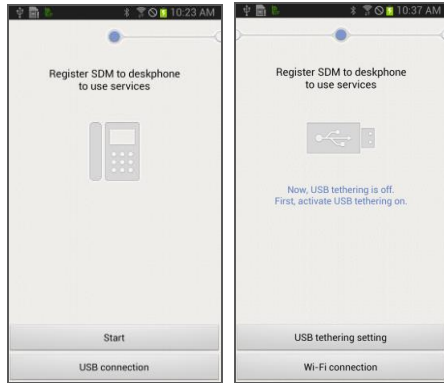 10:23 AM
Register SDM to deskphone
to use services
Start
USB connection
10:37 AM
Register SDM to deskphone
to use services
Now, USB tethering is off.
First, activate USB tethering on.
USB tethering setting
Wi-Fi connection